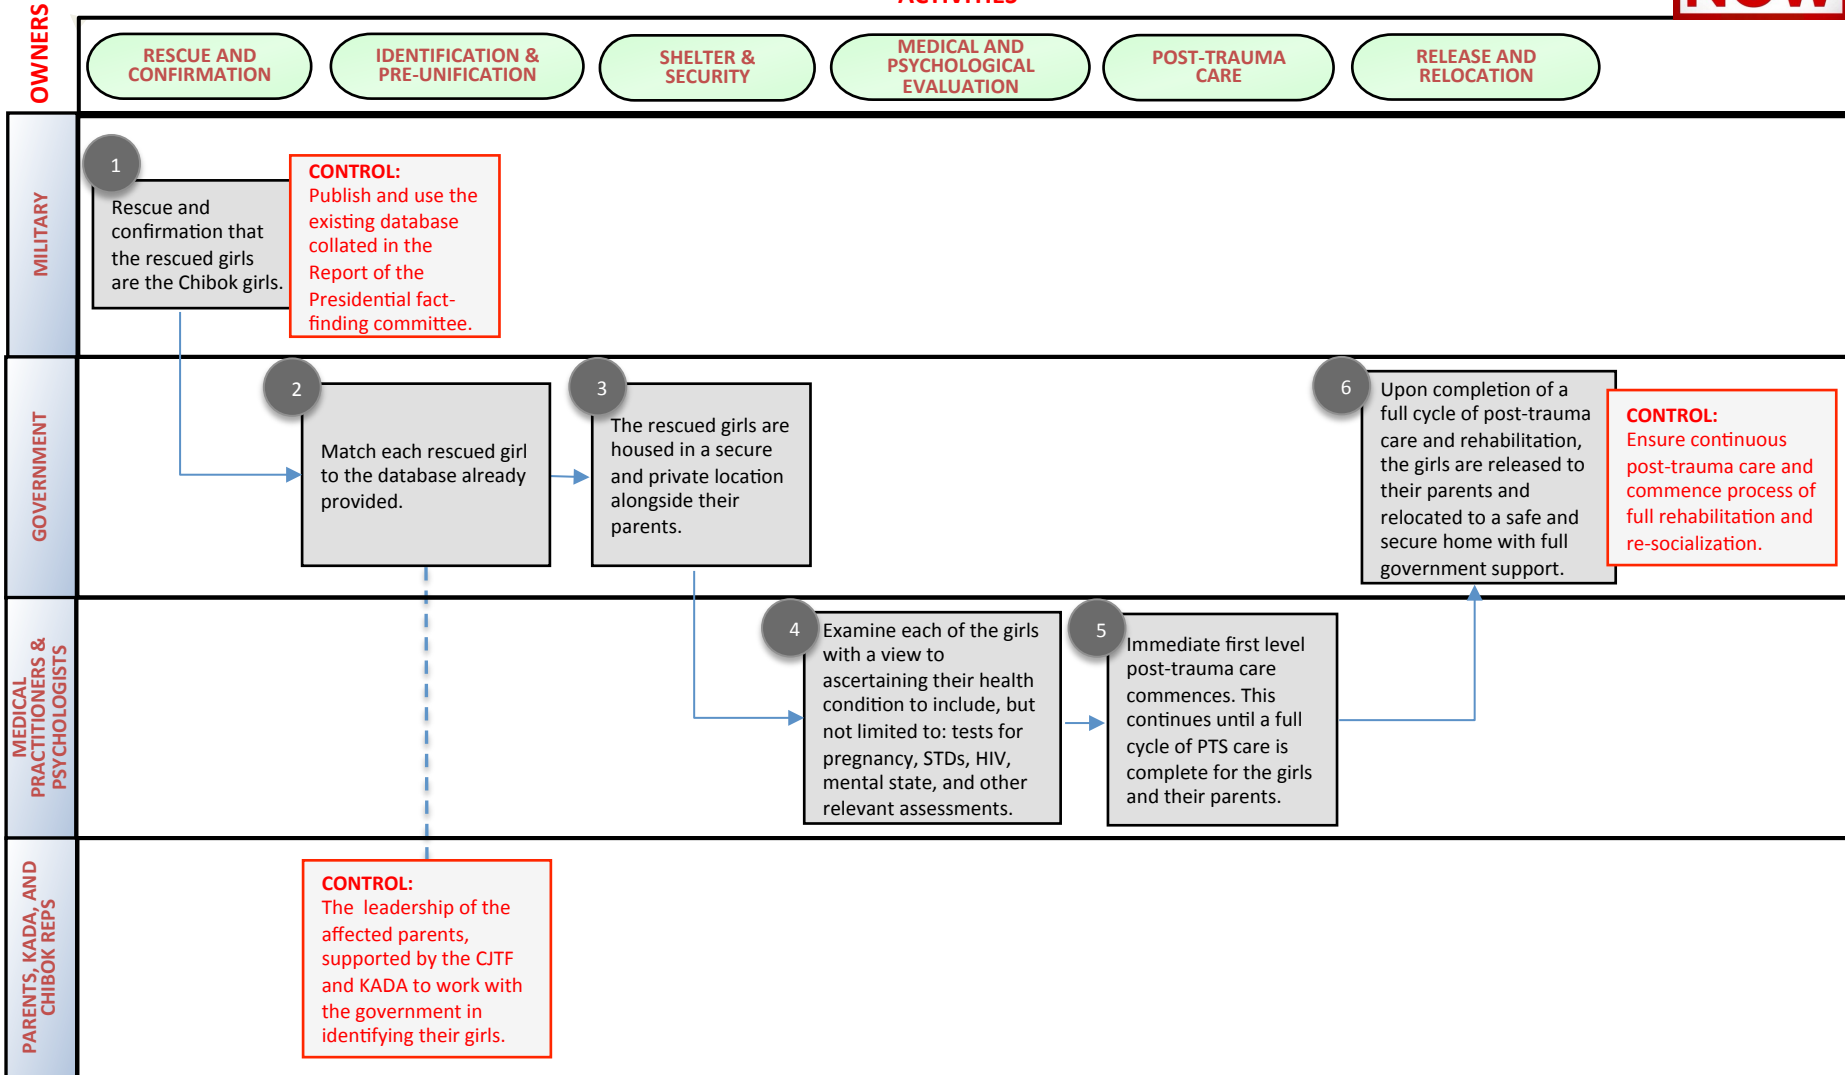 ACTIVITIES
NOW
OWNERS
RESCUE AND
CONFIRMATION
IDENTIFICATION &
PRE-UNIFICATION
SHELTER &
SECURITY
MEDICAL AND
PSYCHOLOGICAL
EVALUATION
POST-TRAUMA
CARE
RELEASE AND
RELOCATION
MILITARY
1
Rescue and
confirmation that
the rescued girls
are the Chibok girls.
CONTROL:
Publish and use the
existing database
collated in the
Report of the
Presidential fact-
finding committee.
GOVERNMENT
2
Match each rescued girl
to the database already
provided.
3
The rescued girls are
housed in a secure
and private location
alongside their
parents.
6
Upon completion of a
full cycle of post-trauma
care and rehabilitation,
the girls are released to
their parents and
relocated to a safe and
secure home with full
government support.
CONTROL:
Ensure continuous
post-trauma care and
commence process of
full rehabilitation and
re-socialization.
MEDICAL
PRACTITIONERS &
PSYCHOLOGISTS
4
Examine each of the girls
with a view to
ascertaining their health
condition to include, but
not limited to: tests for
pregnancy, STDs, HIV,
mental state, and other
relevant assessments.
5
Immediate first level
post-trauma care
commences. This
continues until a full
cycle of PTS care is
complete for the girls
and their parents.
PARENTS, KADA, AND
CHIBOK REPS
CONTROL:
The leadership of the
affected parents,
supported by the CJTF
and KADA to work with
the government in
identifying their girls.